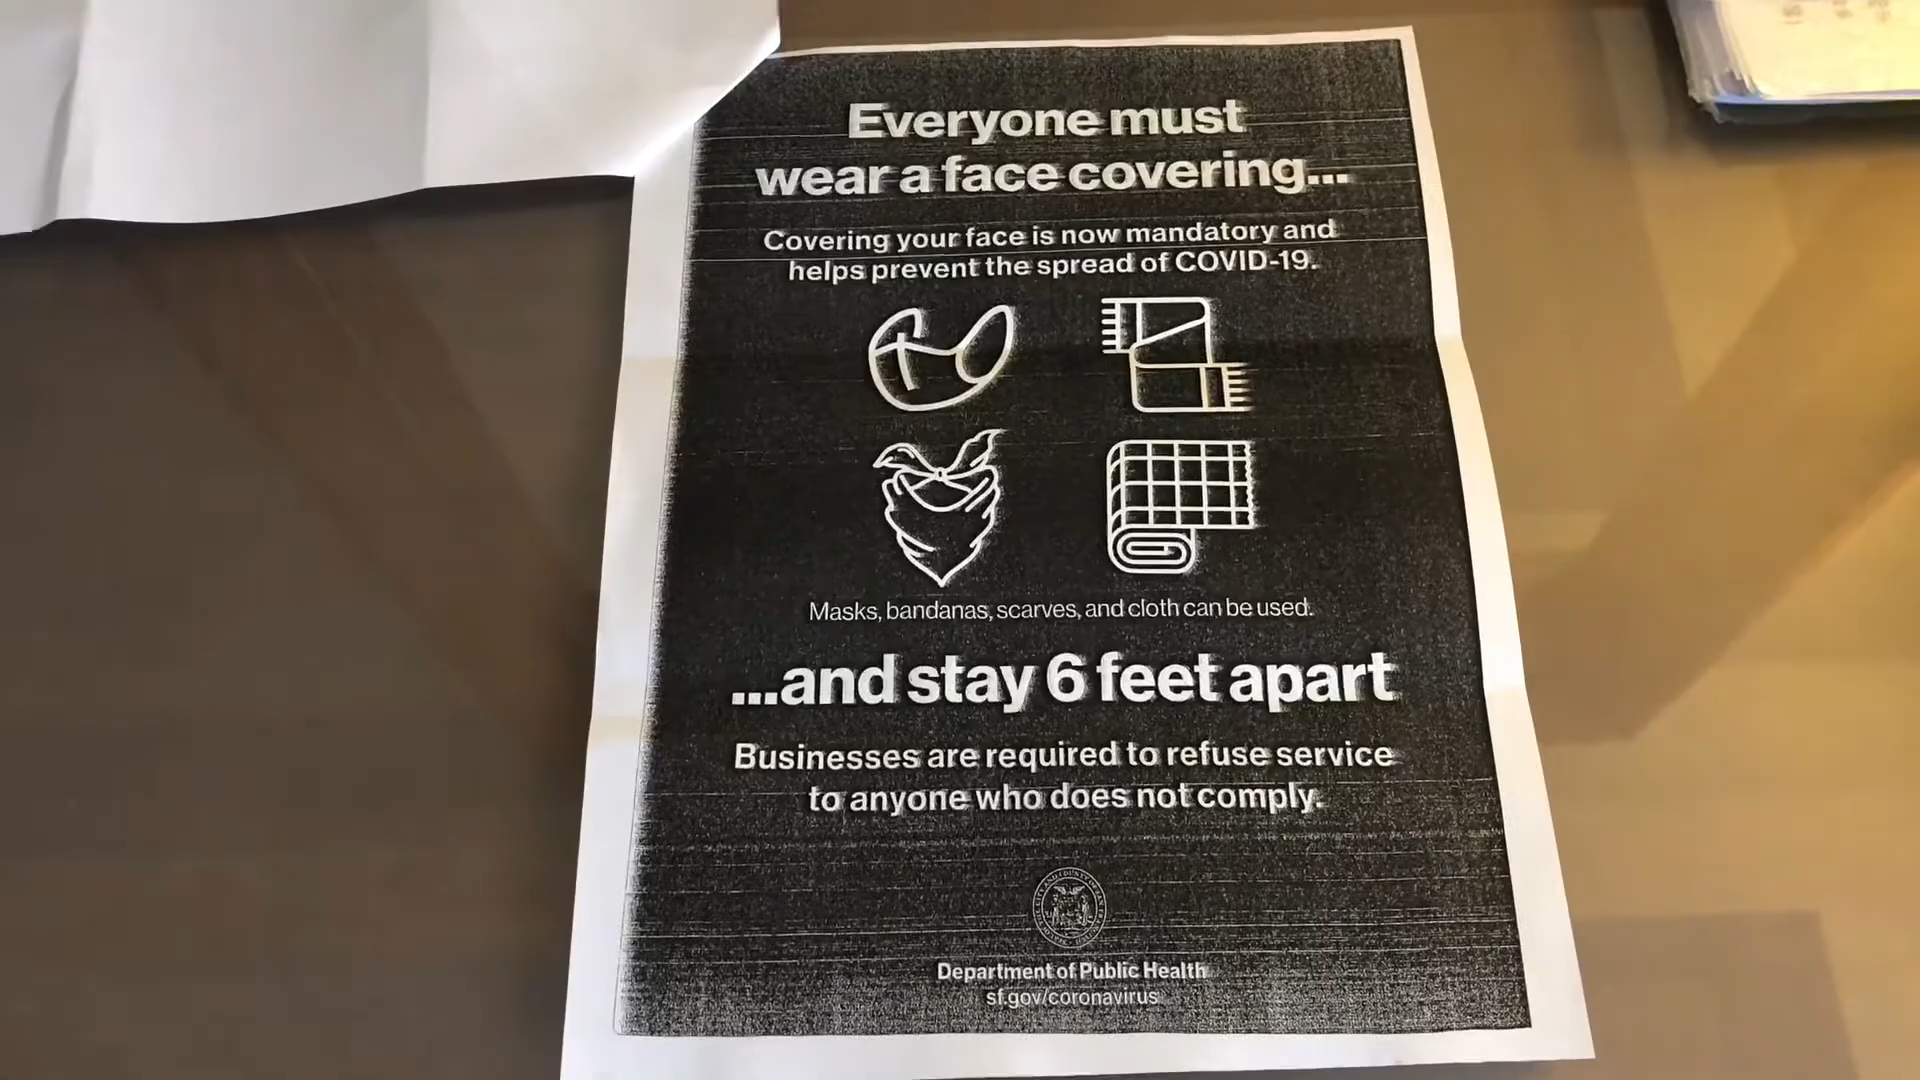 Everyone must
wear a face covering...
Covering your face is now mandatory and
helps prevent the spread of COVID-19.
Masks, bandanas, scarves, and cloth can be used.
...and stay 6 feet apart
Businesses are required to refuse service
to anyone who does not comply.
Department of Public Health
sf.gov/coronavirus